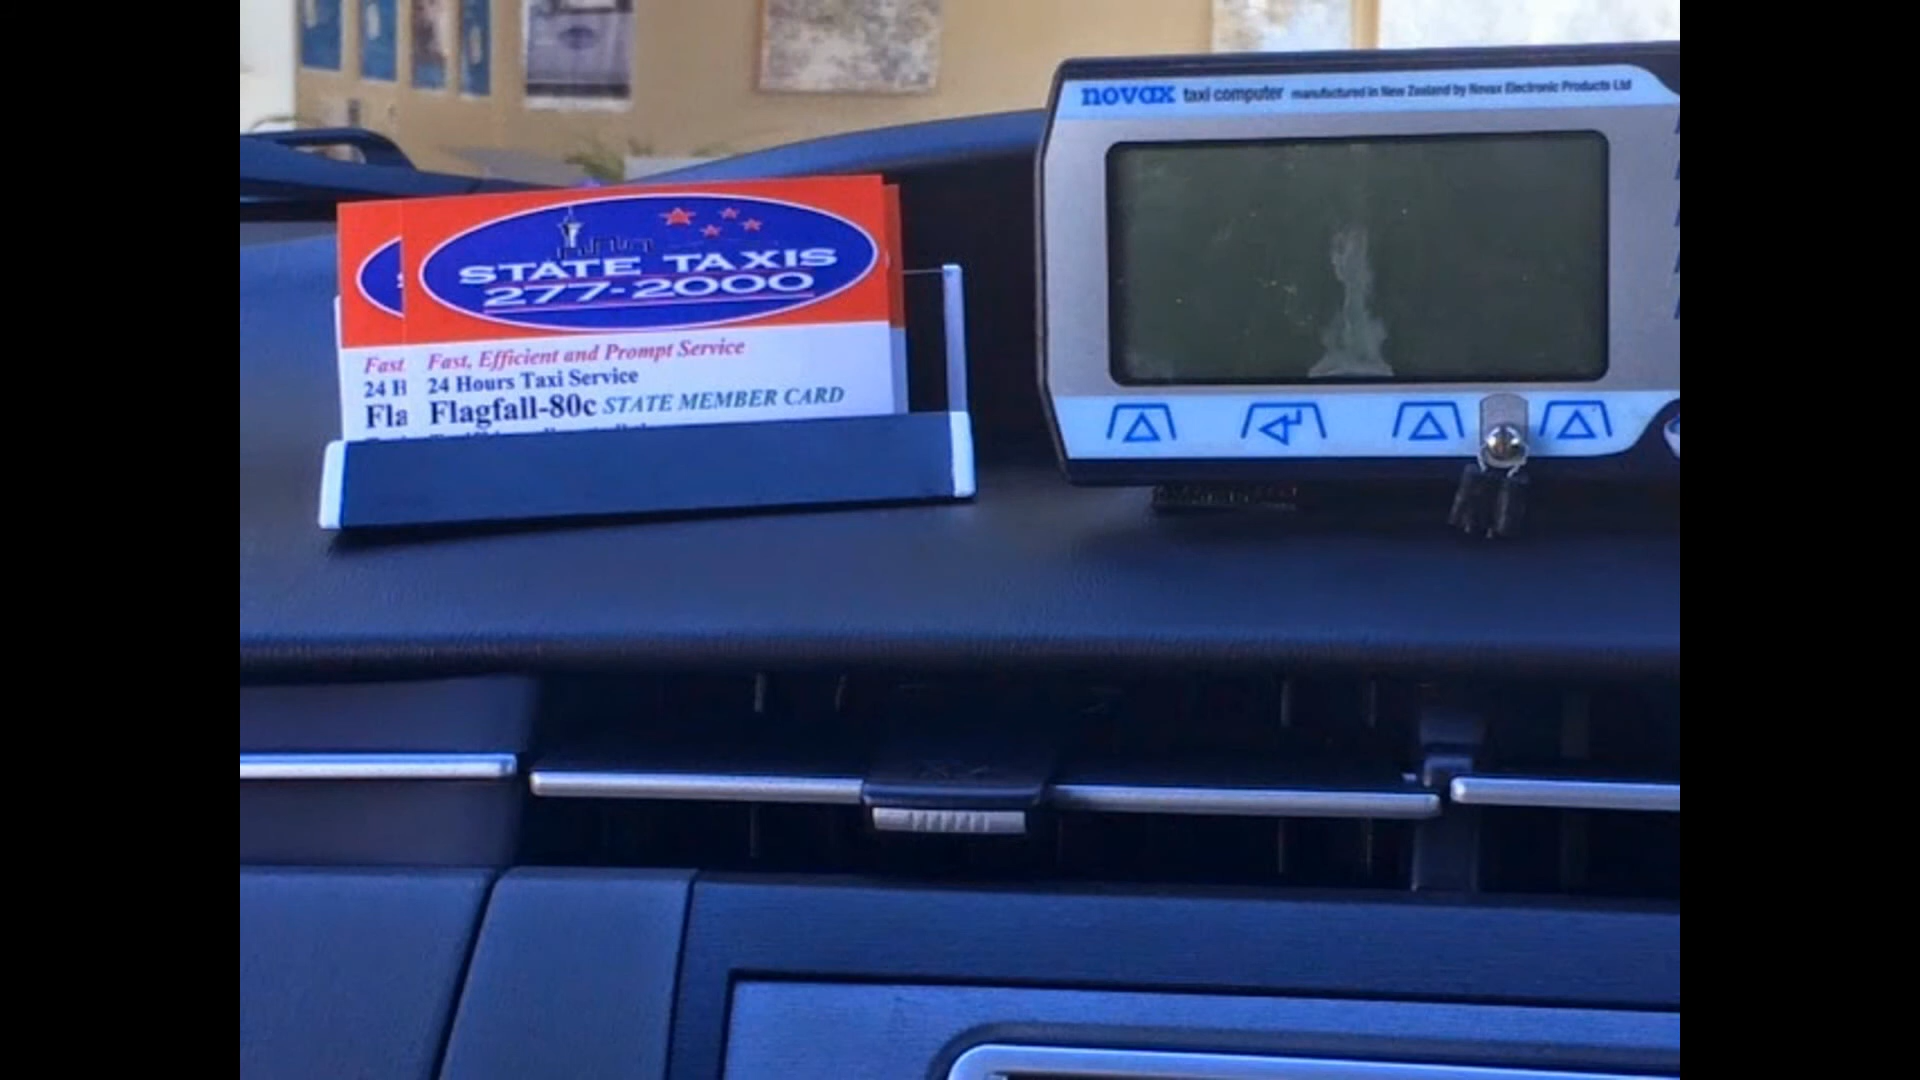 novax taxi computer manufactured in New Zealand by Novax Electronic Products Ltd
STATE TAXIS
277-2000
Fast Fast, Efficient and Prompt Service
24 H 24 Hours Taxi Service
Fla Flagfall-80c STATE MEMBER CARD